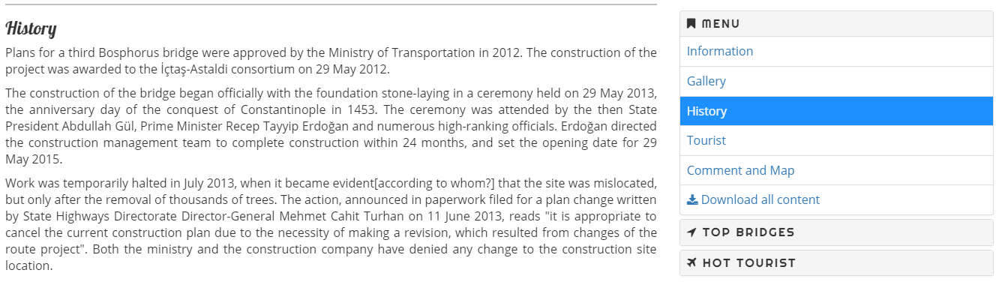 History
Plans for a third Bosphorus bridge were approved by the Ministry of Transportation in 2012. The construction of the
project was awarded to the İçtaş-Astaldi consortium on 29 May 2012.
The construction of the bridge began officially with the foundation stone-laying in a ceremony held on 29 May 2013,
the anniversary day of the conquest of Constantinople in 1453. The ceremony was attended by the then State
President Abdullah Gül, Prime Minister Recep Tayyip Erdoğan and numerous high-ranking officials. Erdoğan directed
the construction management team to complete construction within 24 months, and set the opening date for 29
May 2015.
Work was temporarily halted in July 2013, when it became evident[according to whom?] that the site was mislocated,
but only after the removal of thousands of trees. The action, announced in paperwork filed for a plan change written
by State Highways Directorate Director-General Mehmet Cahit Turhan on 11 June 2013, reads "it is appropriate to
cancel the current construction plan due to the necessity of making a revision, which resulted from changes of the
route project". Both the ministry and the construction company have denied any change to the construction site
location.
MENU
Information
Gallery
History
Tourist
Comment and Map
Download all content
TOP BRIDGES
HOT TOURIST